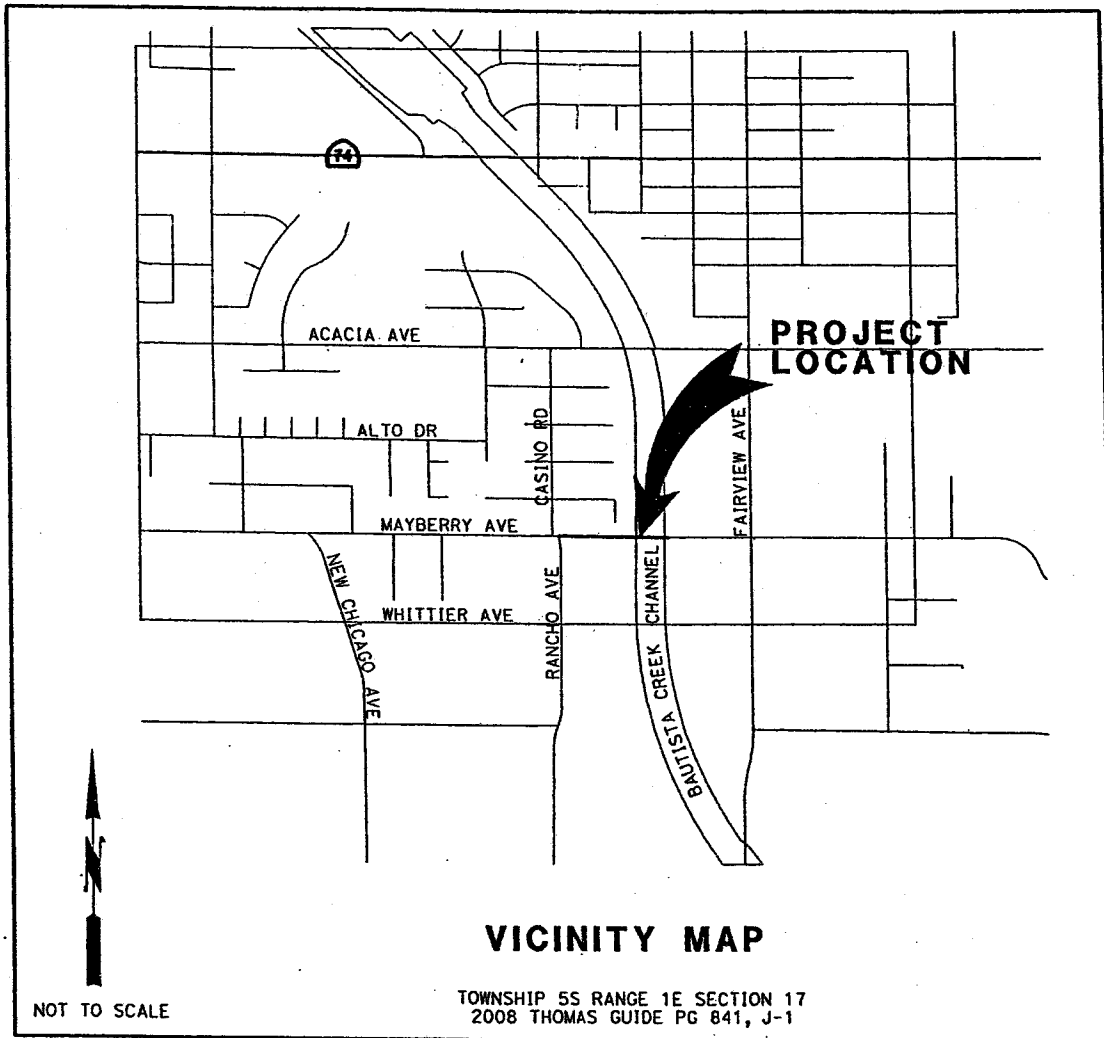 74
PROJECT
LOCATION
ACACIA AVE
ALTO DR
CASINO RD
FAIRVIEW AVE
MAYBERRY AVE
NEW CHICAGO AVE
WHITTIER AVE
RANCHO AVE
BAUTISTA CREEK CHANNEL
N
VICINITY MAP
NOT TO SCALE
TOWNSHIP 5S RANGE 1E SECTION 17
2008 THOMAS GUIDE PG 841, J-1